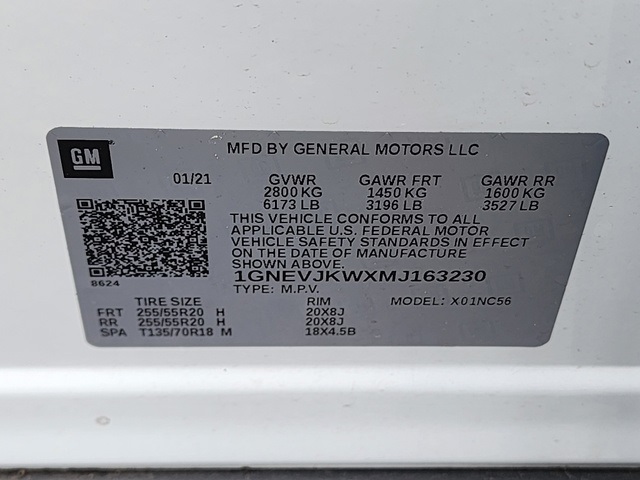 GM
MFD BY GENERAL MOTORS LLC
01/21 GVWR GAWR FRT GAWR RR
2800 KG 1450 KG 1600 KG
6173 LB 3196 LB 3527 LB
THIS VEHICLE CONFORMS TO ALL
APPLICABLE U.S. FEDERAL MOTOR
VEHICLE SAFETY STANDARDS IN EFFECT
ON THE DATE OF MANUFACTURE
SHOWN ABOVE.
1GNEVJKWXMJ163230
8624
TYPE: M.P.V. MODEL: X01NC56
TIRE SIZE RIM
FRT 255/55R20 H 20X8J
RR 255/55R20 H 20X8J
SPA T135/70R18 M 18X4.5B